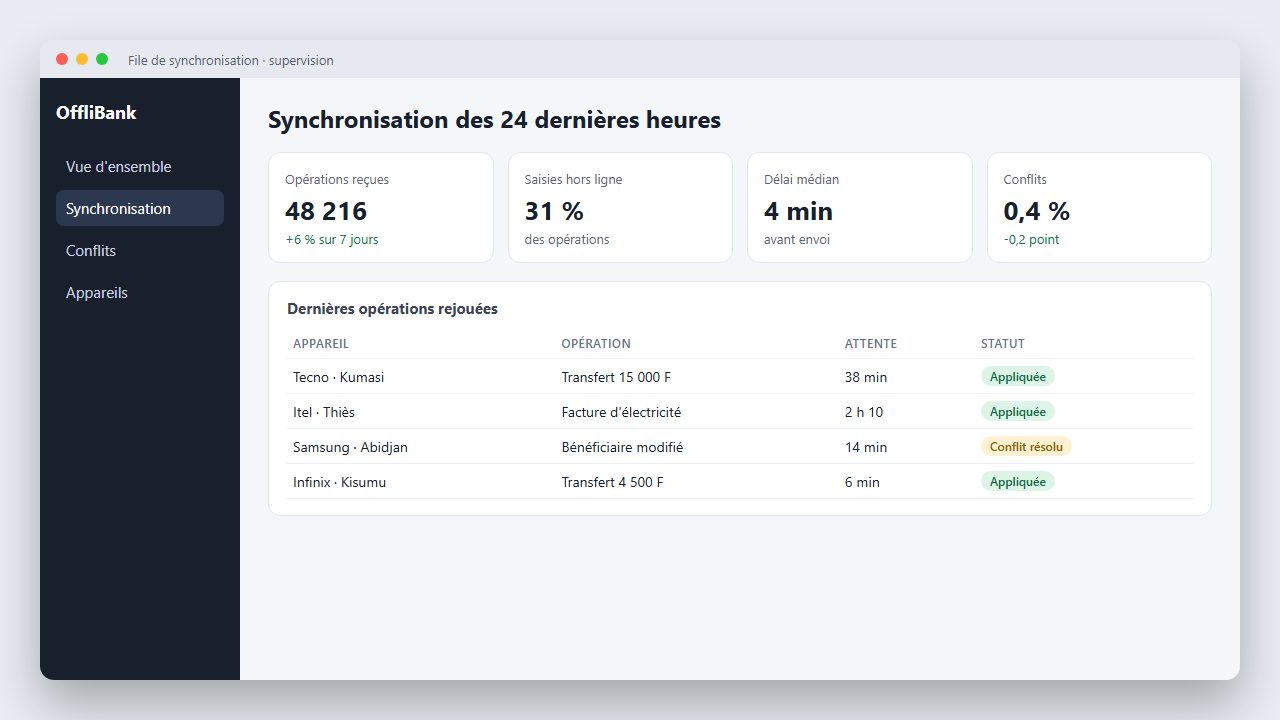 File de synchronisation · supervision
OffliBank
Vue d'ensemble
Synchronisation
Conflits
Appareils
Synchronisation des 24 dernières heures
Opérations reçues
48 216
+6 % sur 7 jours
Saisies hors ligne
31 %
des opérations
Délai médian
4 min
avant envoi
Conflits
0,4 %
-0,2 point
Dernières opérations rejouées
APPAREIL OPÉRATION ATTENTE STATUT
Tecno · Kumasi Transfert 15 000 F 38 min Appliquée
Itel · Thiès Facture d'électricité 2 h 10 Appliquée
Samsung · Abidjan Bénéficiaire modifié 14 min Conflit résolu
Infinix · Kisumu Transfert 4 500 F 6 min Appliquée